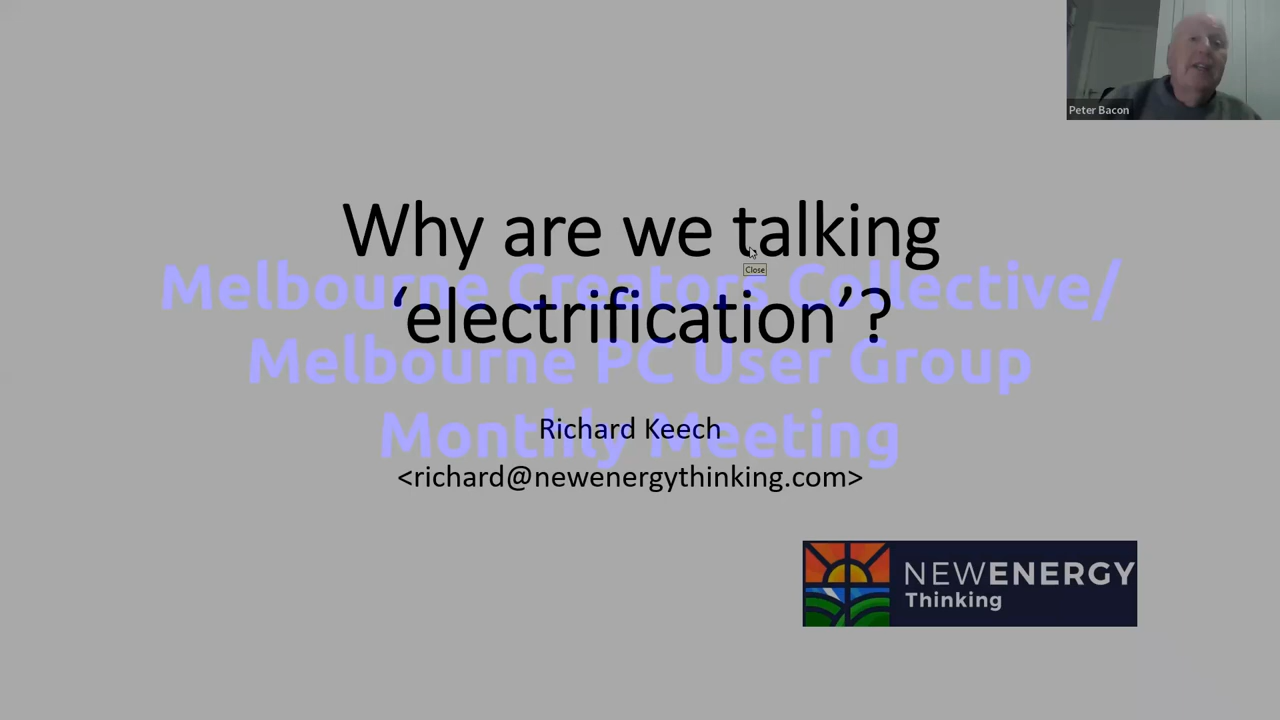 Peter Bacon
Why are we talking
Close
Melbourne Creators Collective/
‘electrification’?
Melbourne PC User Group
Richard Keech
Monthly Meeting
<richard@newenergythinking.com>
NEWENERGY
Thinking